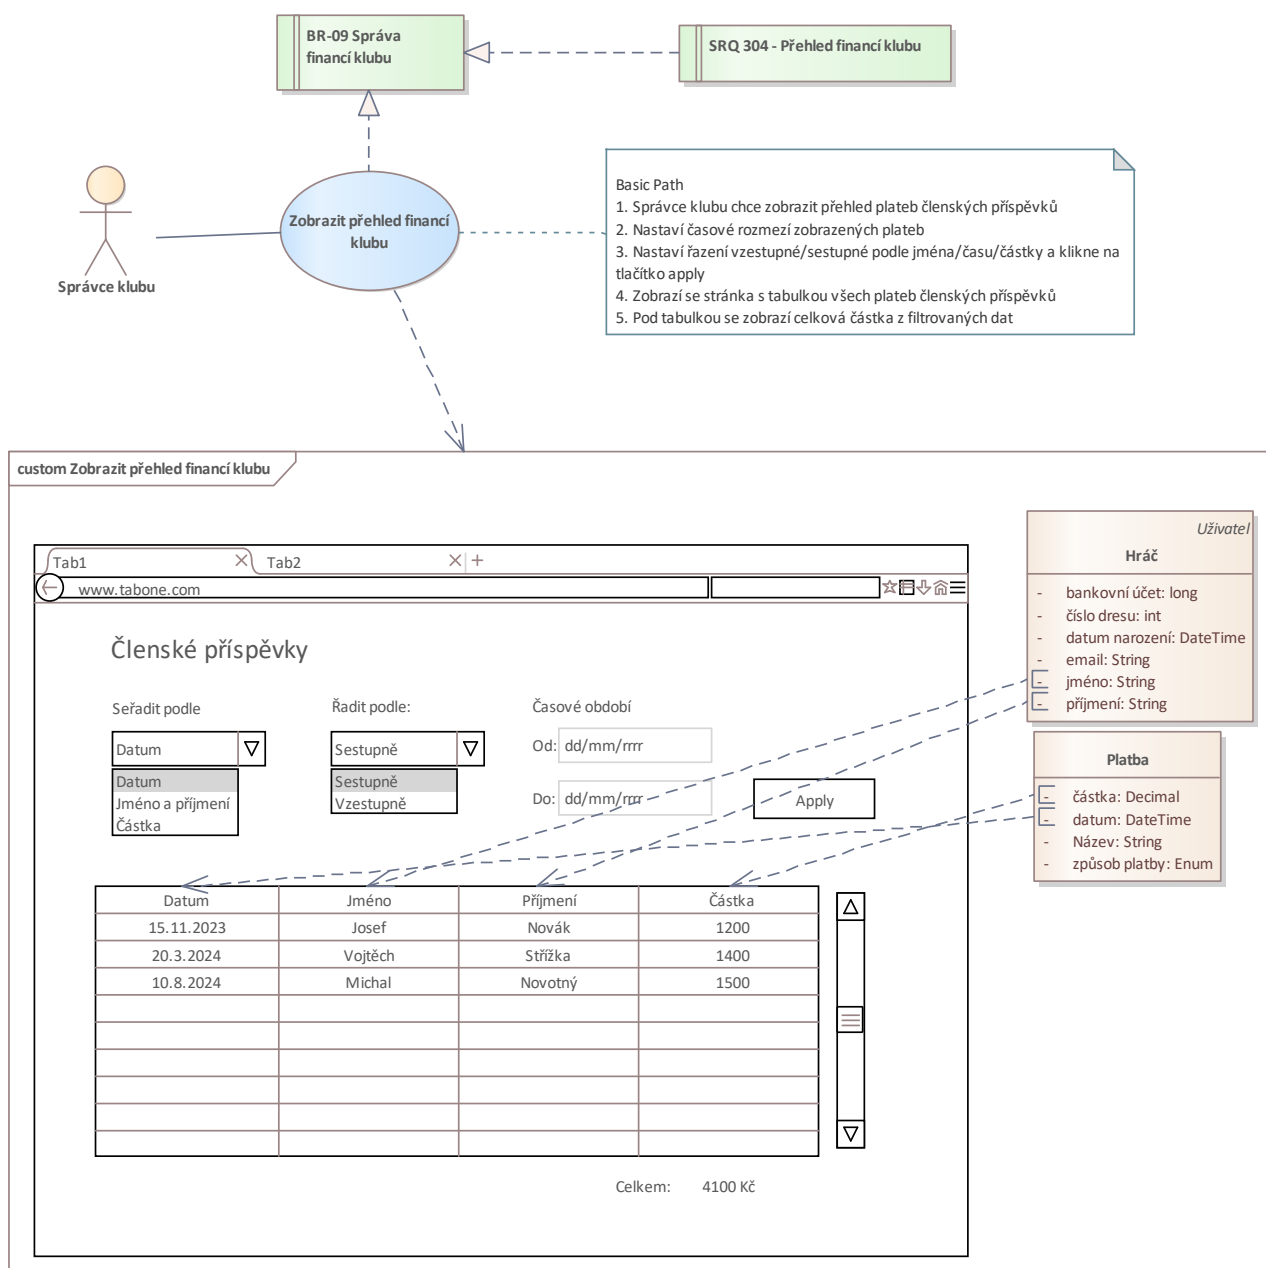 BR-09 Správa
financí klubu
SRQ 304 - Přehled financí klubu
Zobrazit přehled financí
klubu
Správce klubu
Basic Path
1. Správce klubu chce zobrazit přehled plateb členských příspěvků
2. Nastaví časové rozmezí zobrazených plateb
3. Nastaví řazení vzestupné/sestupné podle jména/času/částky a klikne na
tlačítko apply
4. Zobrazí se stránka s tabulkou všech plateb členských příspěvků
5. Pod tabulkou se zobrazí celková částka z filtrovaných dat
custom Zobrazit přehled financí klubu
Tab1
Tab2
www.tabone.com
Členské příspěvky
Seřadit podle
Řadit podle:
Časové období
Datum
Sestupně
Od: dd/mm/rrrr
Datum
Jméno a příjmení
Částka
Sestupně
Vzestupně
Do: dd/mm/rrrr
Apply
Datum Jméno Příjmení Částka
15.11.2023 Josef Novák 1200
20.3.2024 Vojtěch Střížka 1400
10.8.2024 Michal Novotný 1500
Celkem: 4100 Kč
Uživatel
Hráč
- bankovní účet: long
- číslo dresu: int
- datum narození: DateTime
- email: String
- jméno: String
- příjmení: String
Platba
- částka: Decimal
- datum: DateTime
- Název: String
- způsob platby: Enum